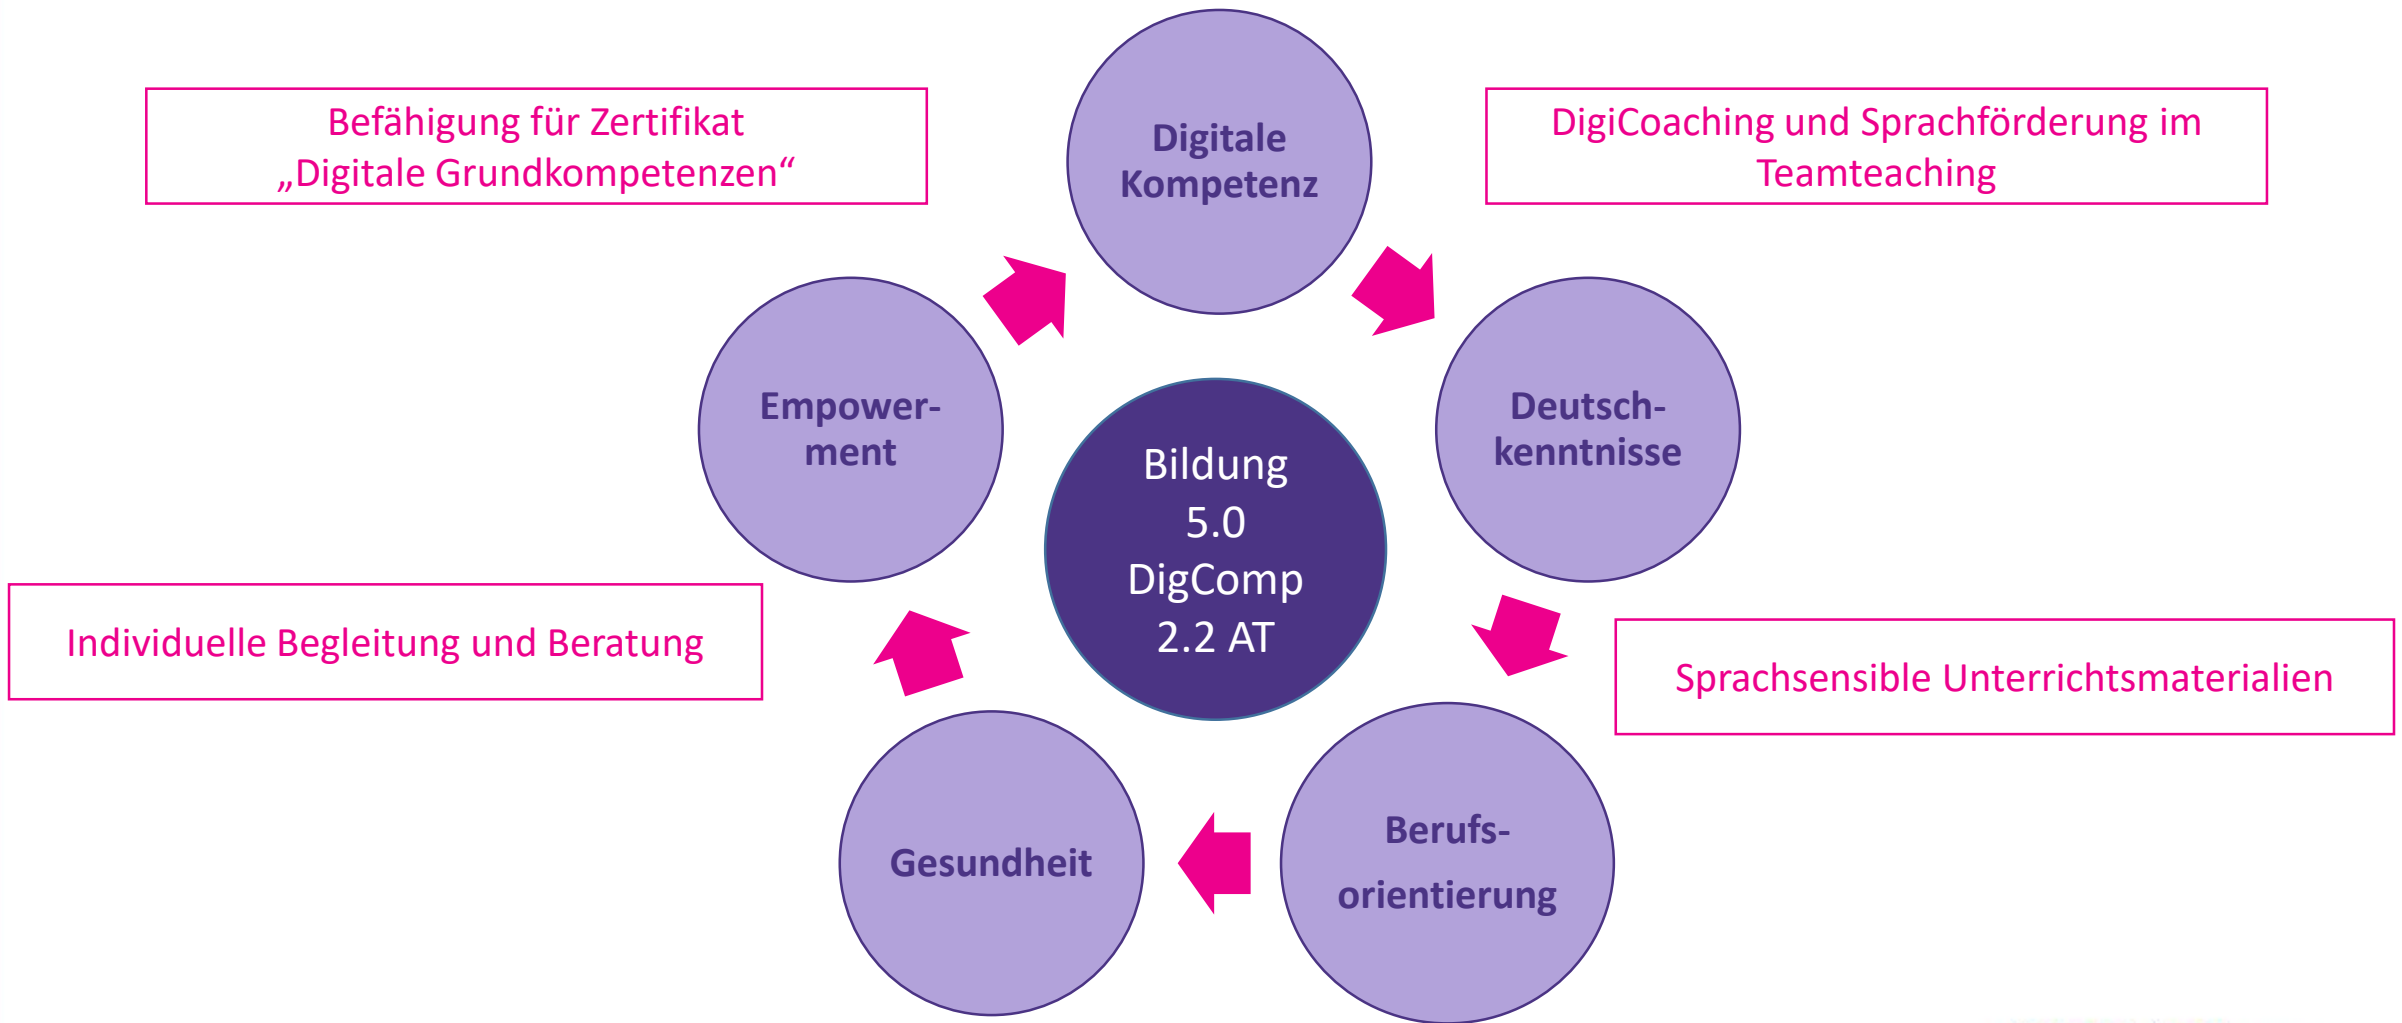 Befähigung für Zertifikat
„Digitale Grundkompetenzen“
Digitale
Kompetenz
DigiCoaching und Sprachförderung im
Teamteaching
Empower-
ment
Deutsch-
kenntnisse
Bildung
5.0
DigComp
2.2 AT
Individuelle Begleitung und Beratung
Sprachsensible Unterrichtsmaterialien
Gesundheit
Berufs-
orientierung